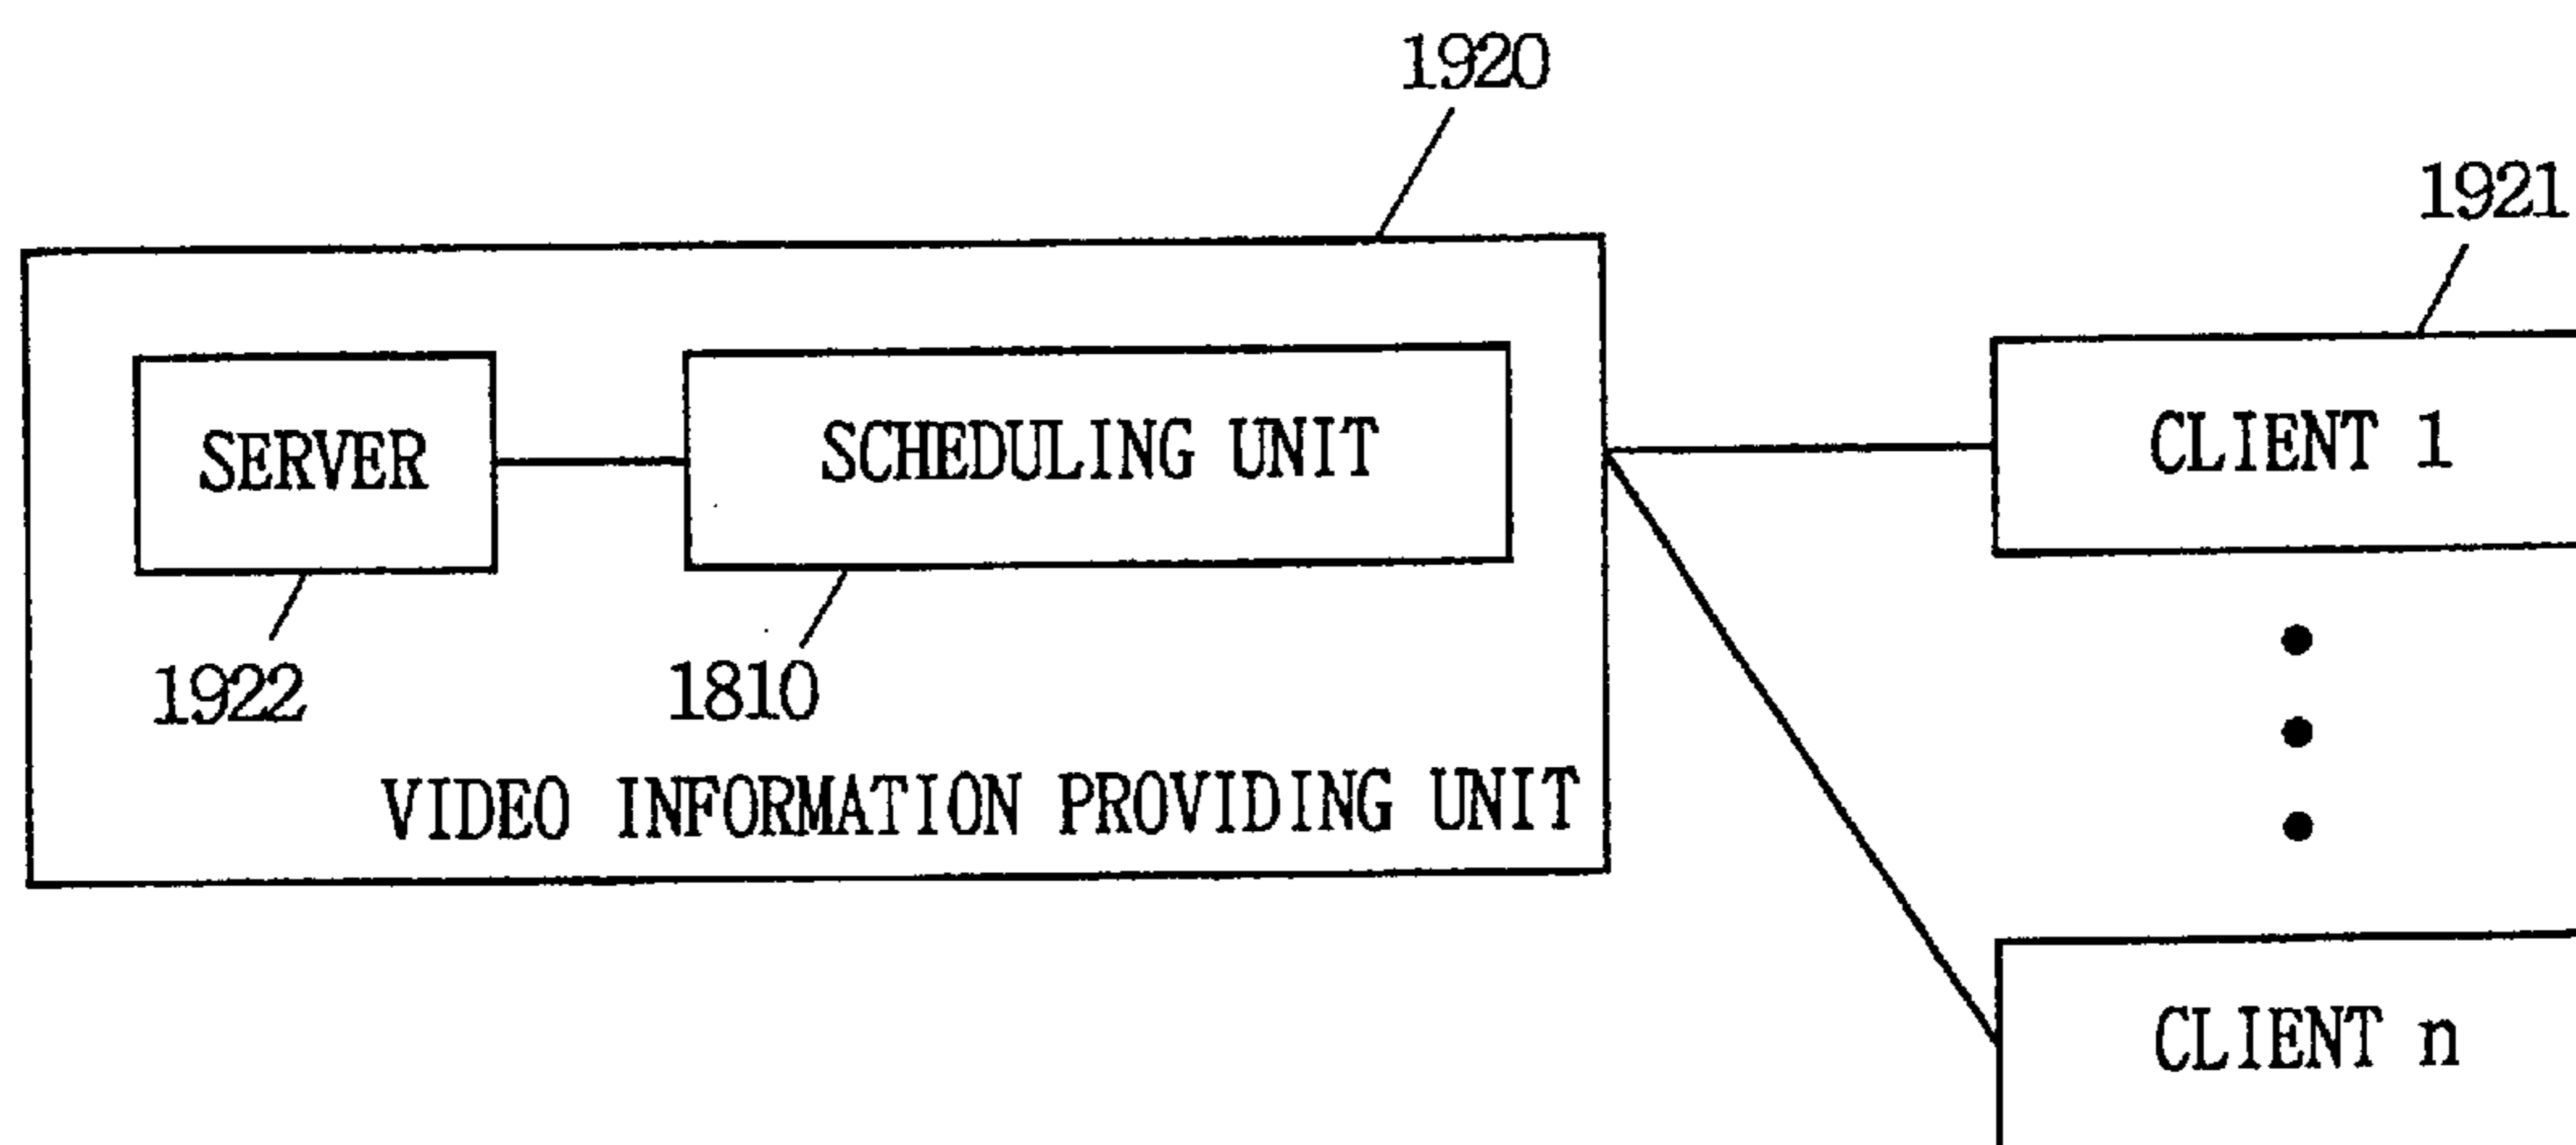 1920
1921
SERVER
SCHEDULING UNIT
CLIENT 1
1922
1810
VIDEO INFORMATION PROVIDING UNIT
CLIENT n